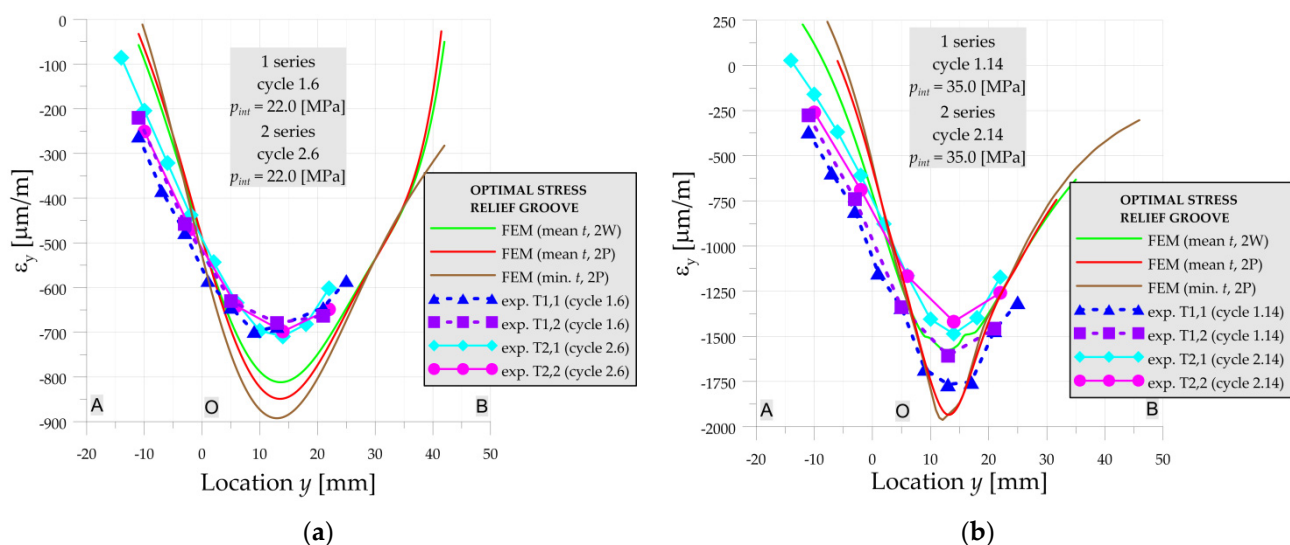 0
-100
-200
-300
-400
-500
-600
-700
-800
-900
εy [µm/m]
1 series
cycle 1.6
pint = 22.0 [MPa]
2 series
cycle 2.6
pint = 22.0 [MPa]
OPTIMAL STRESS
RELIEF GROOVE
FEM (mean t, 2W)
FEM (mean t, 2P)
FEM (min. t, 2P)
exp. T1,1 (cycle 1.6)
exp. T1,2 (cycle 1.6)
exp. T2,1 (cycle 2.6)
exp. T2,2 (cycle 2.6)
A O B
-20 -10 0 10 20 30 40 50
Location y [mm]
(a)
250
0
-250
-500
-750
-1000
-1250
-1500
-1750
-2000
εy [µm/m]
1 series
cycle 1.14
pint = 35.0 [MPa]
2 series
cycle 2.14
pint = 35.0 [MPa]
OPTIMAL STRESS
RELIEF GROOVE
FEM (mean t, 2W)
FEM (mean t, 2P)
FEM (min. t, 2P)
exp. T1,1 (cycle 1.14)
exp. T1,2 (cycle 1.14)
exp. T2,1 (cycle 2.14)
exp. T2,2 (cycle 2.14)
A O B
-20 -10 0 10 20 30 40 50
Location y [mm]
(b)